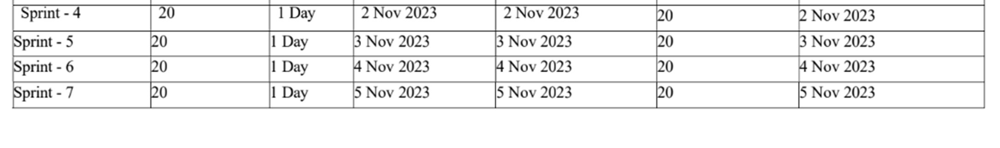 Sprint - 4 20 1 Day 2 Nov 2023 2 Nov 2023 20 2 Nov 2023
Sprint - 5 20 1 Day 3 Nov 2023 3 Nov 2023 20 3 Nov 2023
Sprint - 6 20 1 Day 4 Nov 2023 4 Nov 2023 20 4 Nov 2023
Sprint - 7 20 1 Day 5 Nov 2023 5 Nov 2023 20 5 Nov 2023